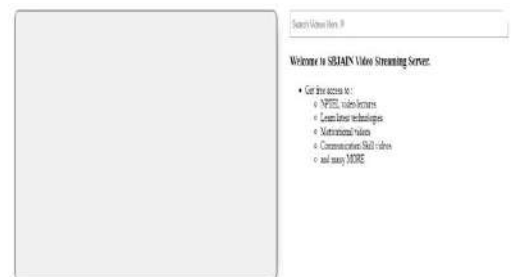 Search Videos Here
Welcome to SBJAIN Video Streaming Server.
Get free access to :
NPTEL video lectures
Learn latest technologies
Motivational videos
Communication Skill videos
and many MORE